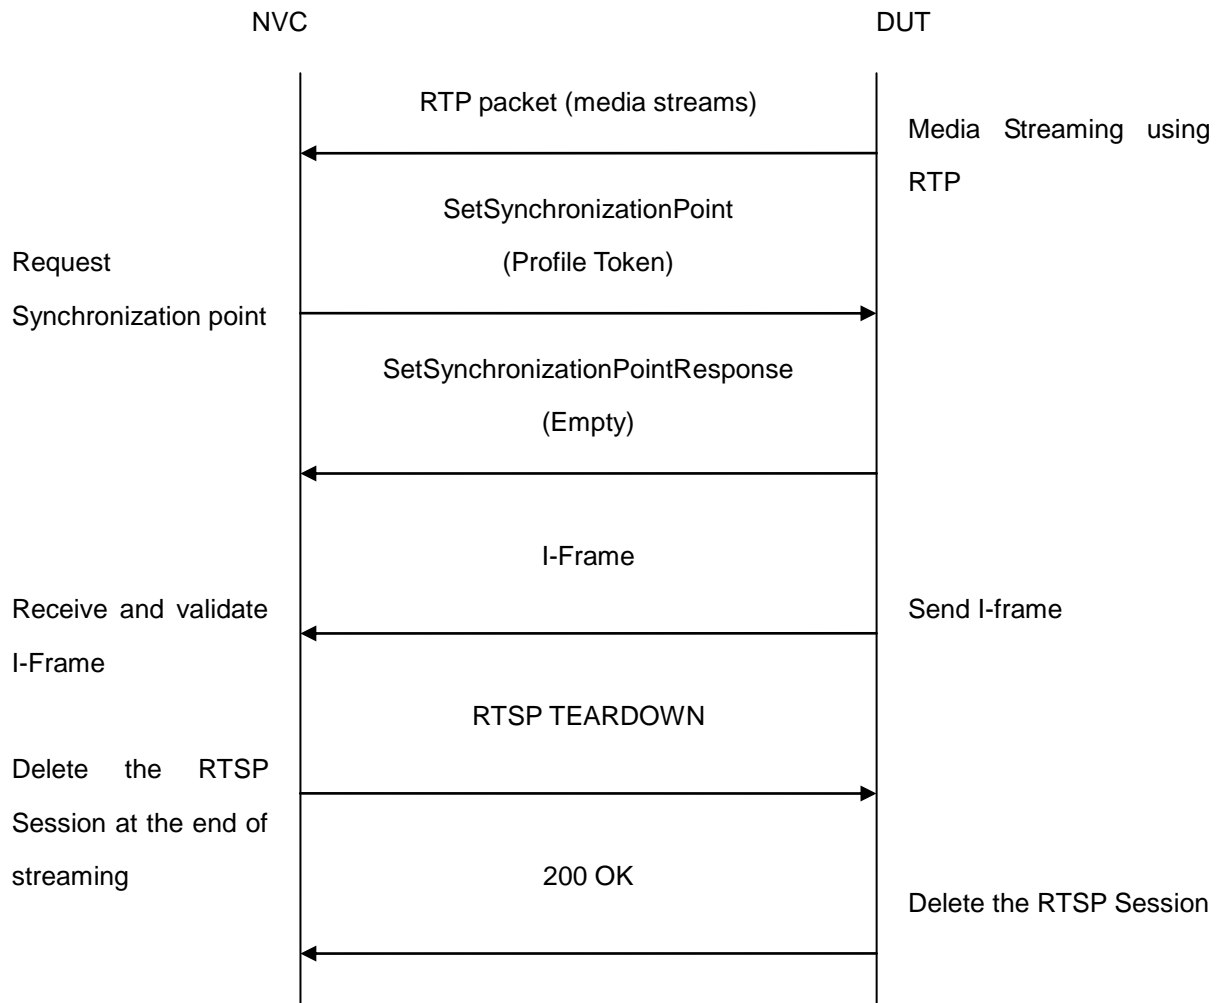 NVC
DUT
RTP packet (media streams)
Media Streaming using
RTP
SetSynchronizationPoint
(Profile Token)
Request
Synchronization point
SetSynchronizationPointResponse
(Empty)
I-Frame
Receive and validate
I-Frame
Send I-frame
RTSP TEARDOWN
Delete the RTSP
Session at the end of
streaming
200 OK
Delete the RTSP Session